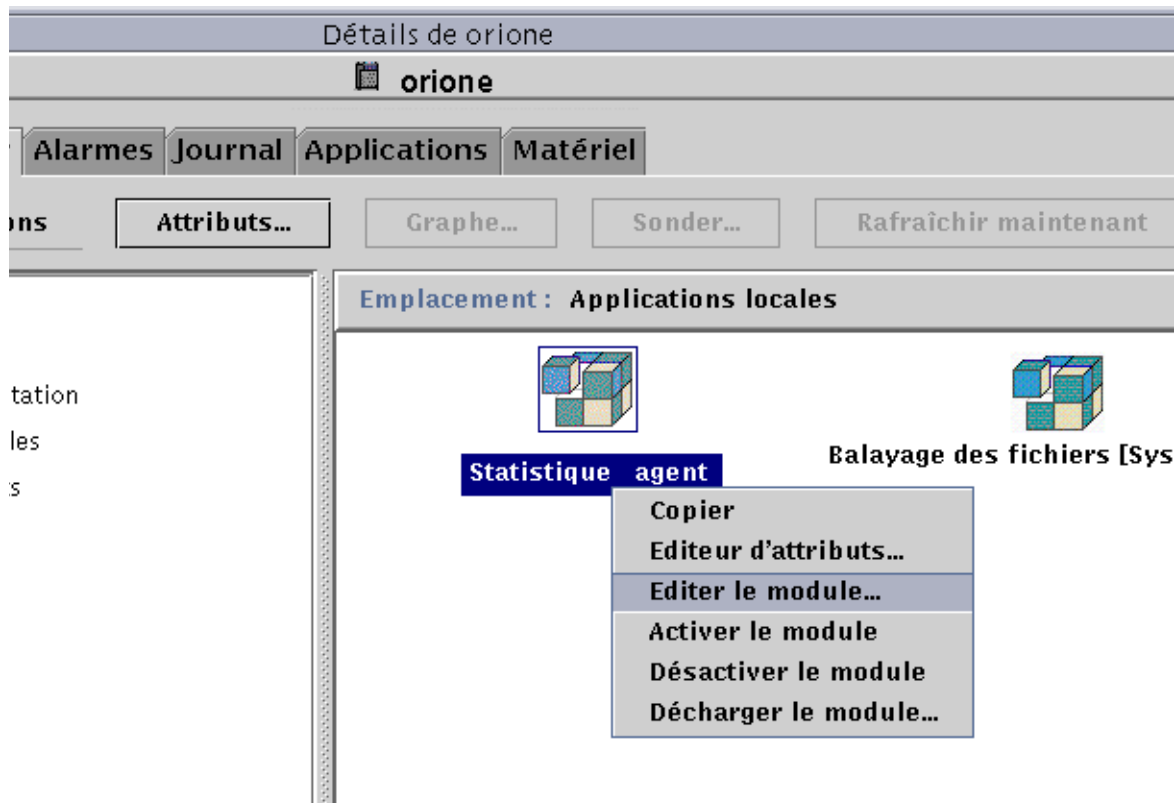 Détails de orione
orione
Alarmes Journal Applications Matériel
Attributs... Graphe... Sonder... Rafraîchir maintenant
Emplacement : Applications locales
Statistique agent
Balayage des fichiers [Sys
Copier
Editeur d'attributs...
Editer le module...
Activer le module
Désactiver le module
Décharger le module...